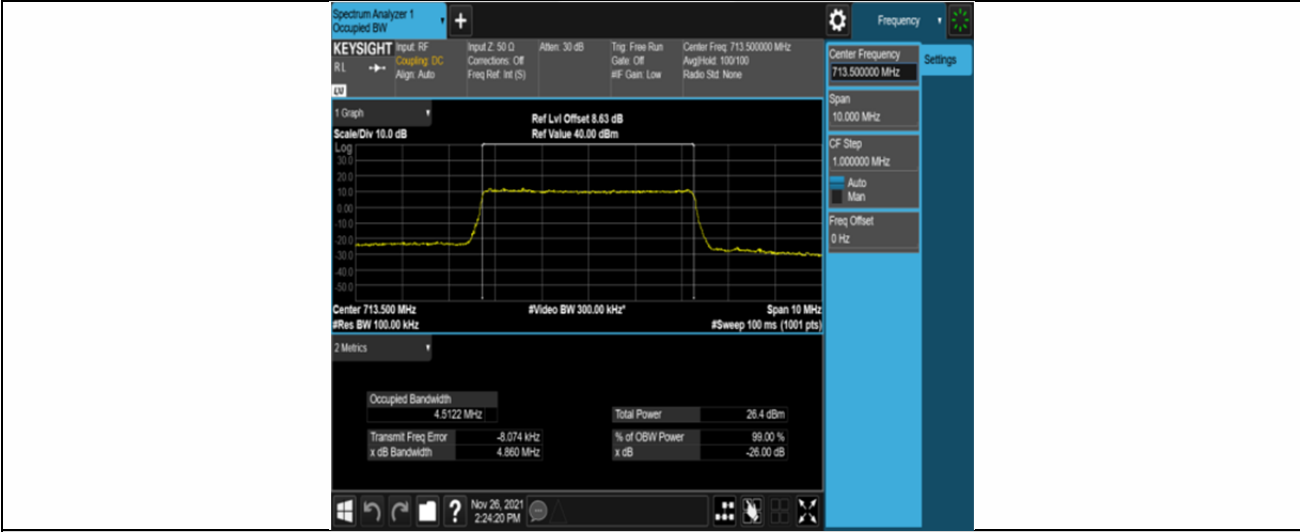 Spectrum Analyzer 1
Occupied BW
+
Frequency
KEYSIGHT
RL
LXI
Input: RF
Coupling: DC
Align: Auto
Input Z: 50 Ω
Corrections: Off
Freq Ref: Int (S)
Atten: 30 dB
Trig: Free Run
Gate: Off
#IF Gain: Low
Center Freq: 713.500000 MHz
Avg|Hold: 100/100
Radio Std: None
Center Frequency
713.500000 MHz
Settings
Span
10.000 MHz
CF Step
1.000000 MHz
Auto
Man
Freq Offset
0 Hz
1 Graph
Scale/Div 10.0 dB
Ref Lvl Offset 8.63 dB
Ref Value 40.00 dBm
Log
30.0
20.0
10.0
0.00
-10.0
-20.0
-30.0
-40.0
-50.0
Center 713.500 MHz
#Res BW 100.00 kHz
#Video BW 300.00 kHz*
Span 10 MHz
#Sweep 100 ms (1001 pts)
2 Metrics
Occupied Bandwidth
4.5122 MHz
Total Power 26.4 dBm
Transmit Freq Error -8.074 kHz
% of OBW Power 99.00 %
x dB Bandwidth 4.860 MHz
x dB -26.00 dB
?
Nov 26, 2021
2:24:20 PM